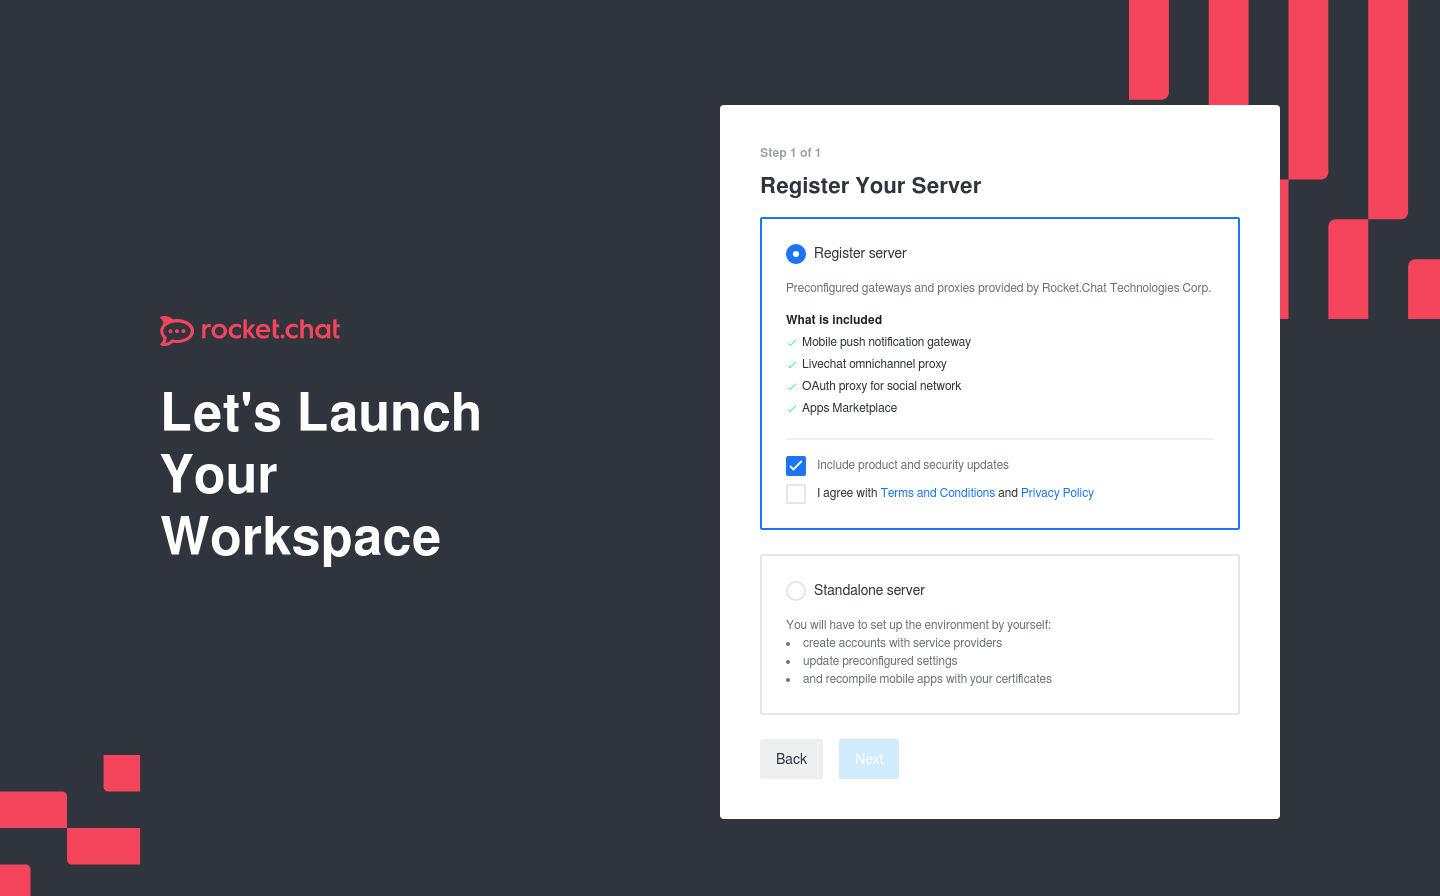 rocket.chat
Let's Launch
Your
Workspace
Step 1 of 1
Register Your Server
Register server
Preconfigured gateways and proxies provided by Rocket.Chat Technologies Corp.
What is included
Mobile push notification gateway
Livechat omnichannel proxy
OAuth proxy for social network
Apps Marketplace
Include product and security updates
I agree with Terms and Conditions and Privacy Policy
Standalone server
You will have to set up the environment by yourself:
create accounts with service providers
update preconfigured settings
and recompile mobile apps with your certificates
Back
Next